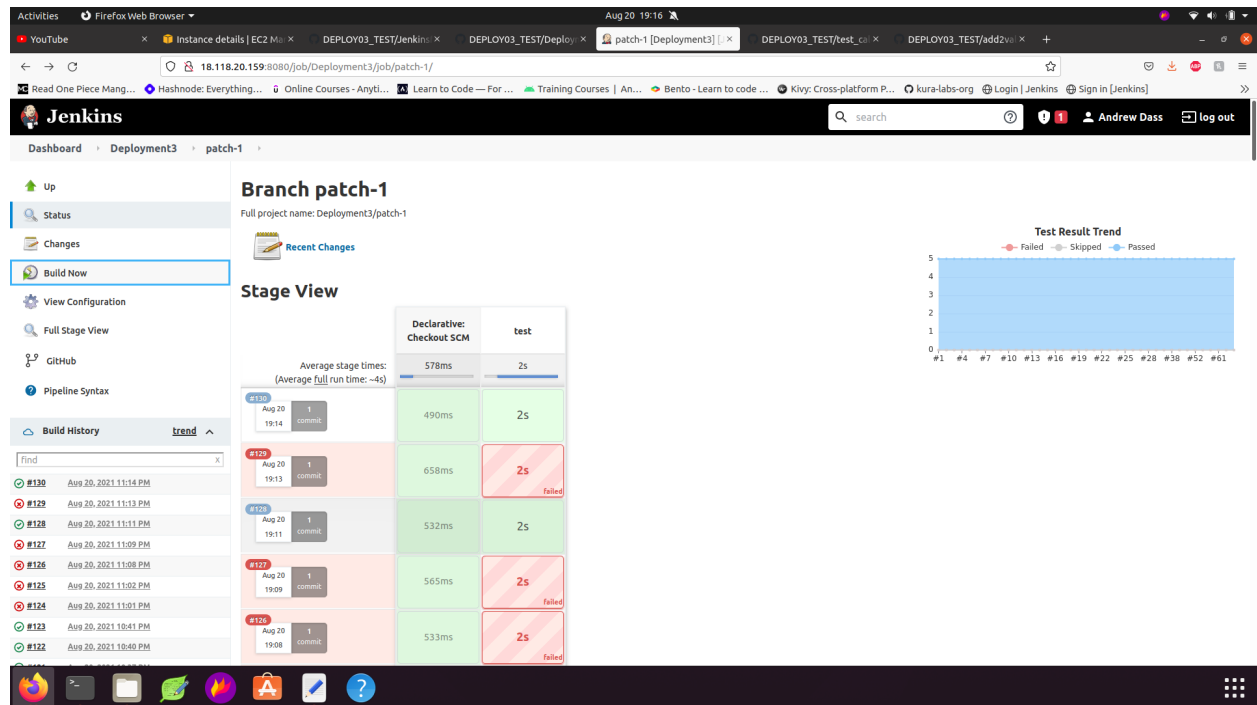 Activities Firefox Web Browser Aug 20 19:16
YouTube Instance details | EC2 Ma DEPLOY03_TEST/Jenkins DEPLOY03_TEST/Deploy patch-1 [Deployment3] [ DEPLOY03_TEST/test_cal DEPLOY03_TEST/add2val
18.118.20.159:8080/job/Deployment3/job/patch-1/
Read One Piece Mang… Hashnode: Everything… Online Courses - Anyti… Learn to Code — For … Training Courses | An… Bento - Learn to code … Kivy: Cross-platform P… kura-labs-org Login | Jenkins Sign in [Jenkins]
Jenkins search 1 Andrew Dass log out
Dashboard Deployment3 patch-1
Up
Status
Changes
Build Now
View Configuration
Full Stage View
GitHub
Pipeline Syntax
Build History trend
find x
#130 Aug 20, 2021 11:14 PM
#129 Aug 20, 2021 11:13 PM
#128 Aug 20, 2021 11:11 PM
#127 Aug 20, 2021 11:09 PM
#126 Aug 20, 2021 11:08 PM
#125 Aug 20, 2021 11:02 PM
#124 Aug 20, 2021 11:01 PM
#123 Aug 20, 2021 10:41 PM
#122 Aug 20, 2021 10:40 PM
Branch patch-1
Full project name: Deployment3/patch-1
Recent Changes
Stage View
Declarative:
Checkout SCM
test
Average stage times:
(Average full run time: ~4s)
578ms 2s
#130
Aug 20
19:14
1
commit
490ms 2s
#129
Aug 20
19:13
1
commit
658ms 2s
failed
#128
Aug 20
19:11
1
commit
532ms 2s
#127
Aug 20
19:09
1
commit
565ms 2s
failed
#126
Aug 20
19:08
1
commit
533ms 2s
failed
Test Result Trend
Failed Skipped Passed
5
4
3
2
1
0
#1 #4 #7 #10 #13 #16 #19 #22 #25 #28 #38 #52 #61